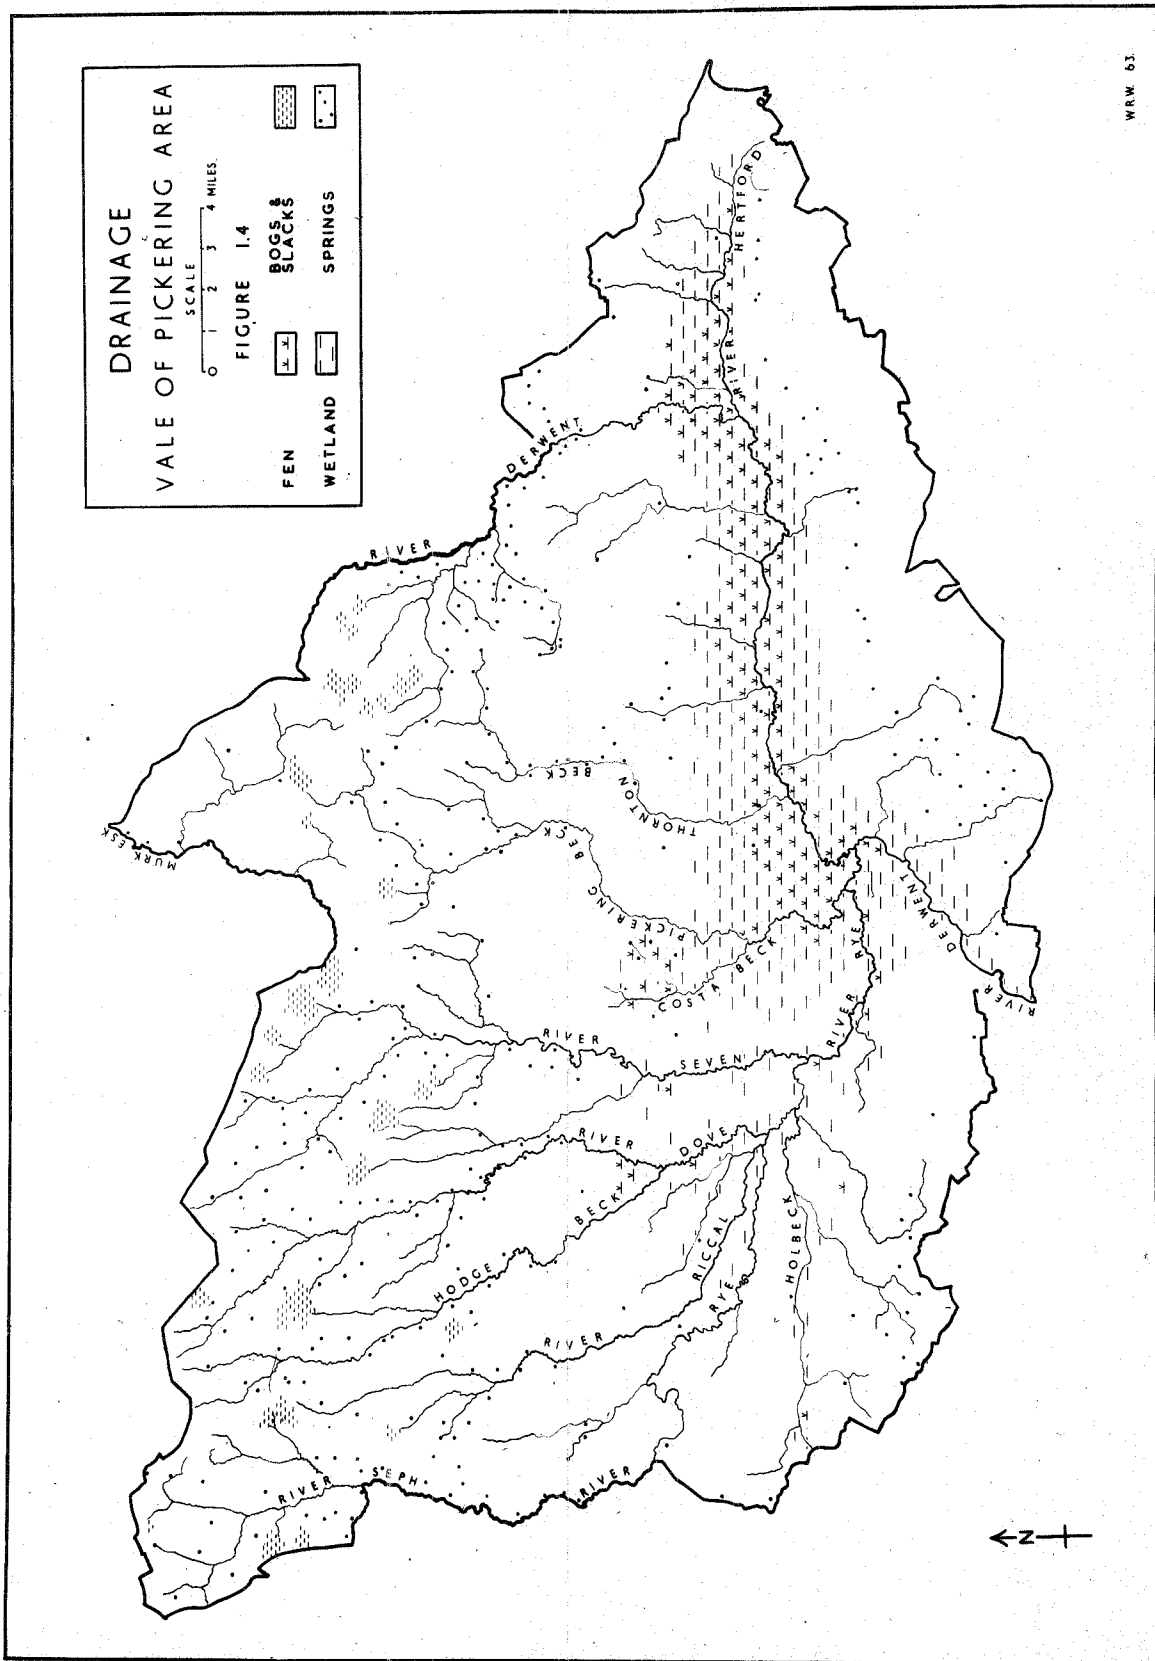 DRAINAGE
VALE OF PICKERING AREA
SCALE
0 1 2 3 4 MILES
FIGURE 1.4
FEN
BOGS & SLACKS
WETLAND
SPRINGS
MURK ESK
RIVER
DERWENT
RIVER SEPH
RIVER
RYE
RIVER
RICCAL
HODGE BECK
RIVER
DOVE
RIVER
SEVEN
PICKERING BECK
COSTA BECK
THORNTON BECK
HOLBECK
RIVER RYE
RIVER DERWENT
RIVER HERTFORD
N
W.R.W. 63.